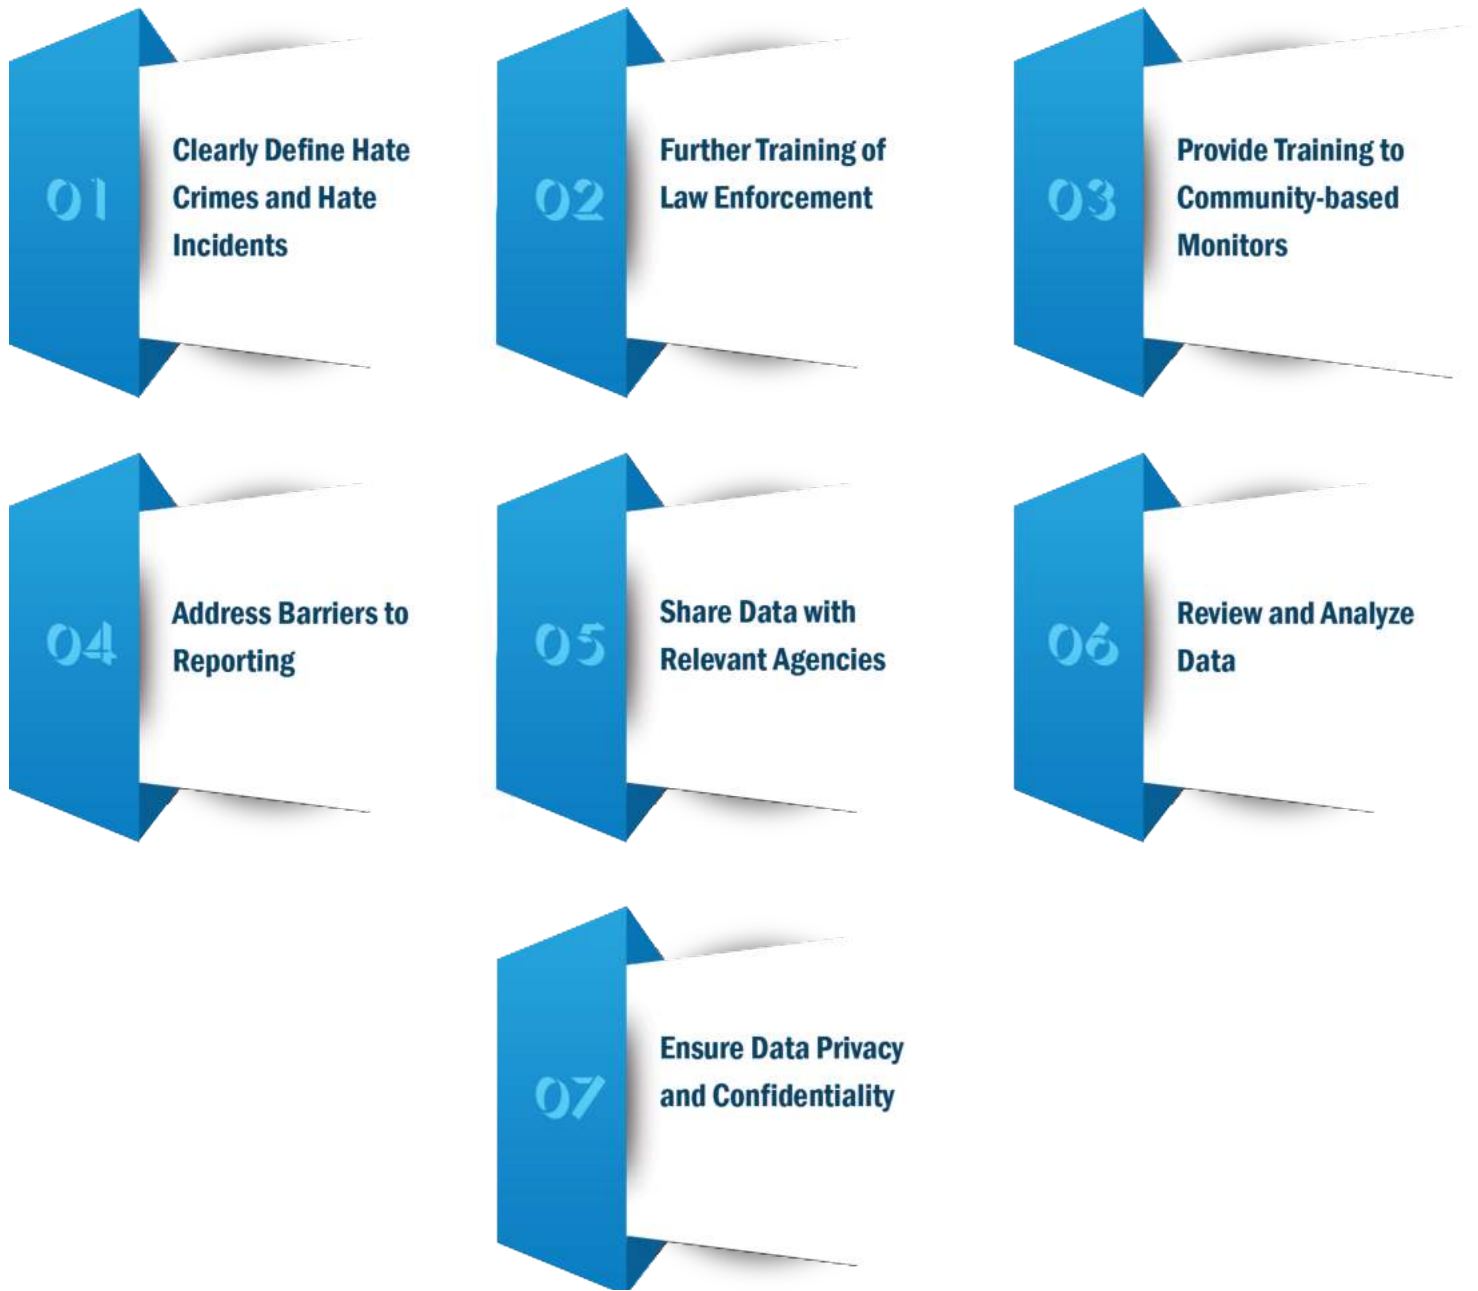 01
Clearly Define Hate
Crimes and Hate
Incidents
02
Further Training of
Law Enforcement
03
Provide Training to
Community-based
Monitors
04
Address Barriers to
Reporting
05
Share Data with
Relevant Agencies
06
Review and Analyze
Data
07
Ensure Data Privacy
and Confidentiality